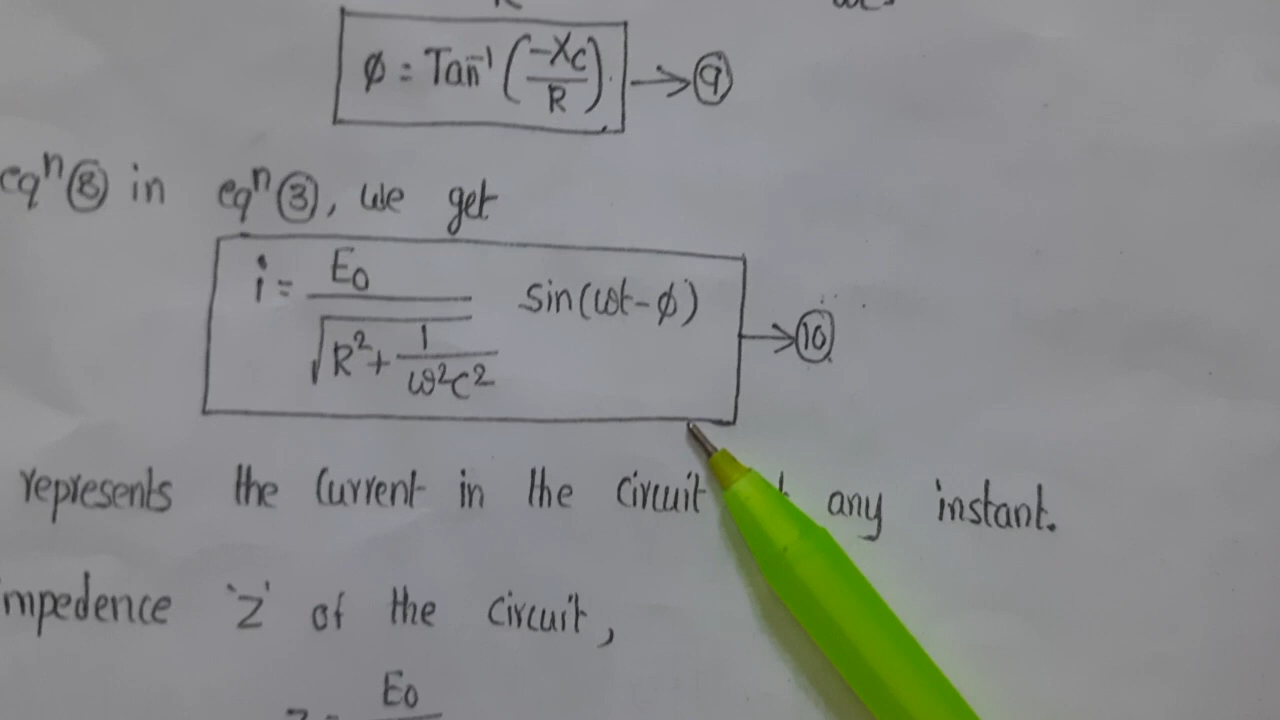 ϕ = Tan⁻¹ (-Xc/R) → ⑨
eqⁿ ⑧ in eqⁿ ③, we get
i = E₀ / √(R² + 1/ω²c²) sin(ωt-ϕ) → ⑩
represents the current in the circuit any instant.
mpedence 'Z' of the circuit,
E₀